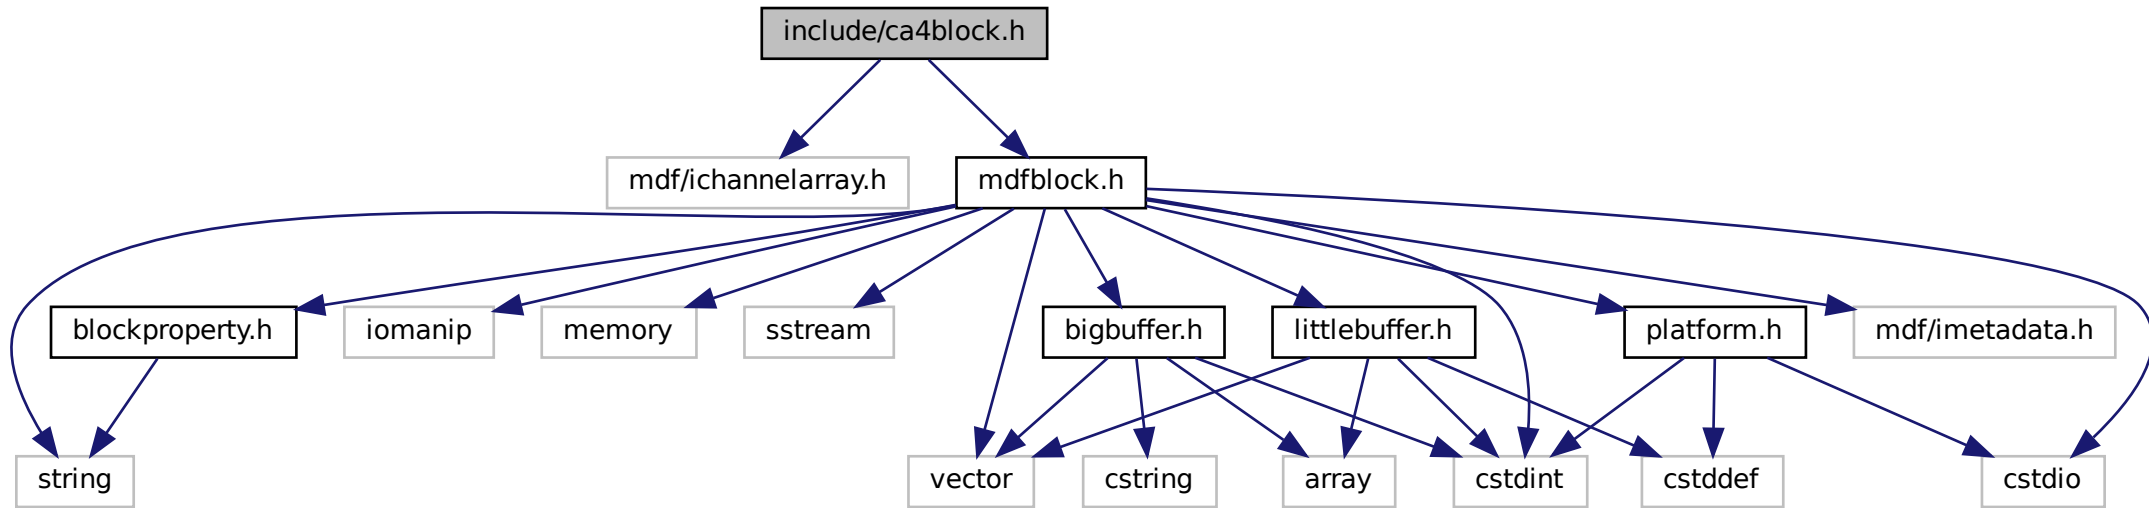 include/ca4block.h
mdf/ichannelarray.h
mdfblock.h
blockproperty.h
iomanip
memory
sstream
bigbuffer.h
littlebuffer.h
platform.h
mdf/imetadata.h
string
vector
cstring
array
cstdint
cstddef
cstdio